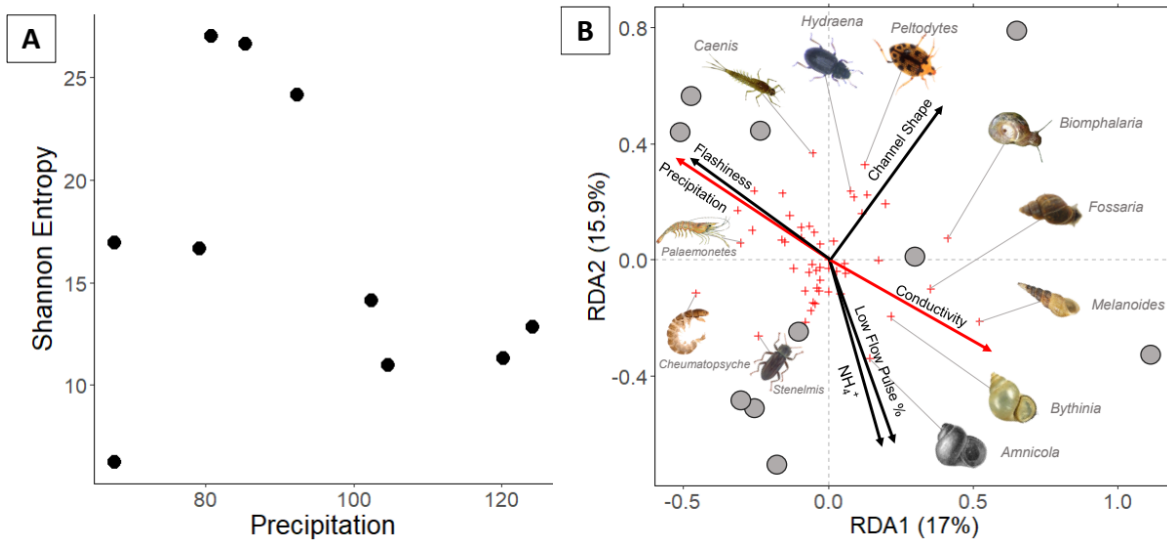 A
Shannon Entropy
25
20
15
10
80
100
120
Precipitation
B
RDA2 (15.9%)
0.8
0.4
0.0
-0.4
-0.5
0.0
0.5
1.0
RDA1 (17%)
Hydraena
Peltodytes
Caenis
Channel Shape
Biomphalaria
Flashiness
Precipitation
Fossaria
Palaemonetes
Conductivity
Melanoides
Low Flow Pulse %
NH₄⁺
Cheumatopsyche
Stenelmis
Bythinia
Amnicola